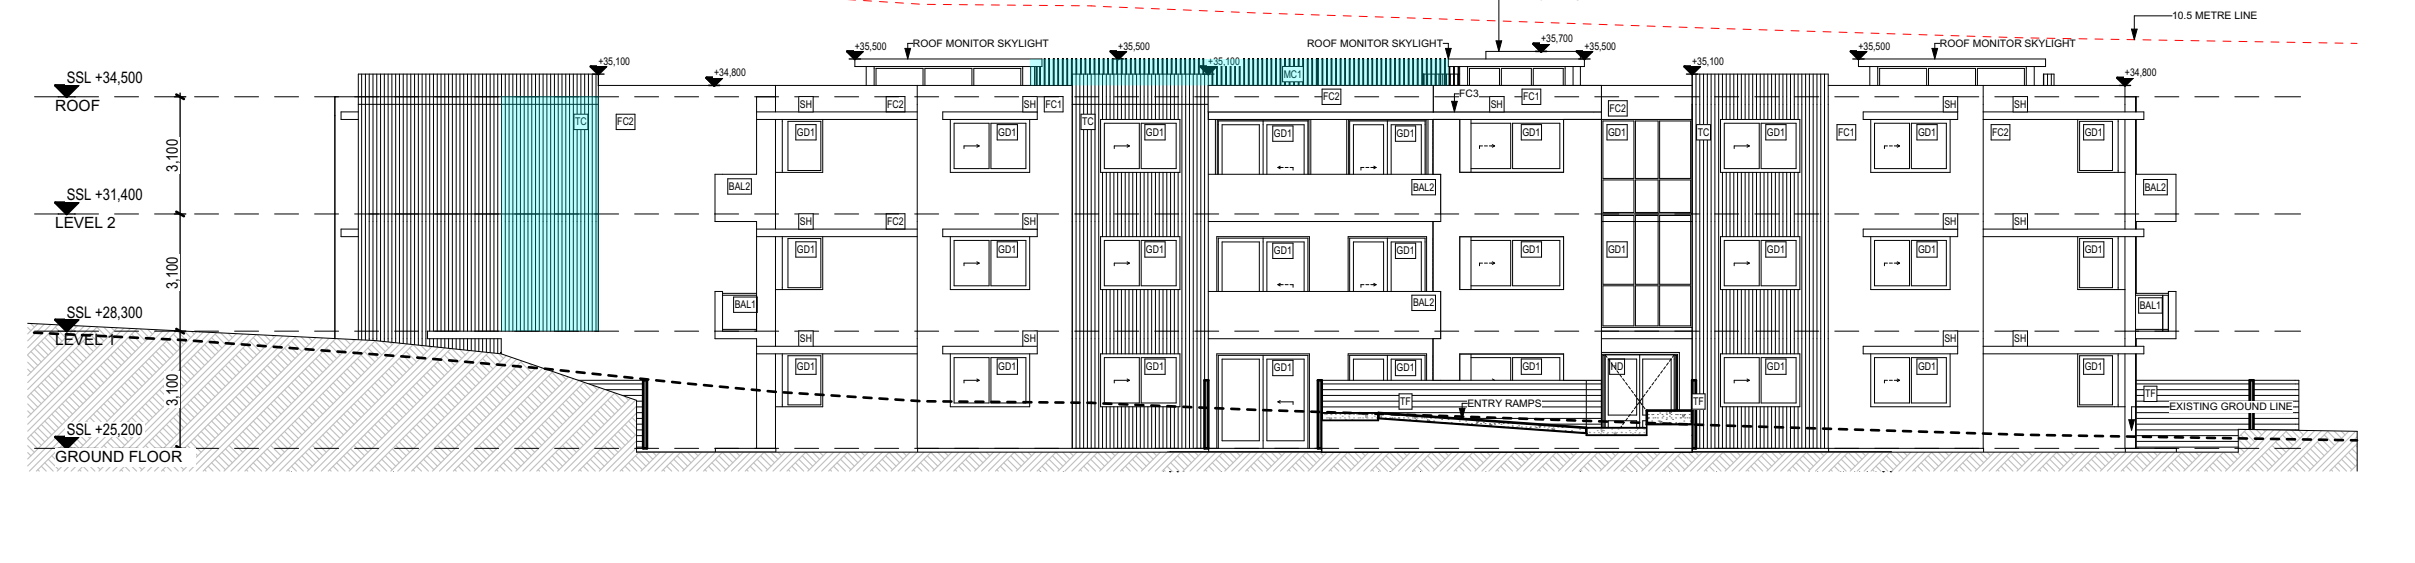 10.5 METRE LINE
+35,500
ROOF MONITOR SKYLIGHT
+35,500
ROOF MONITOR SKYLIGHT
+35,700
+35,500
+35,500
ROOF MONITOR SKYLIGHT
SSL +34,500
ROOF
+35,100
+34,800
+35,100
MC1
+35,100
+34,800
TC
FC2
SH
FC2
SH
FC1
TC
FC2
FC3
SH
FC1
FC2
SH
SH
GD1
GD1
GD1
GD1
GD1
GD1
GD1
TC
GD1
FC1
GD1
FC2
GD1
3,100
BAL2
BAL2
BAL2
SSL +31,400
LEVEL 2
SH
FC2
SH
SH
SH
GD1
GD1
GD1
GD1
GD1
GD1
GD1
GD1
GD1
GD1
3,100
BAL1
BAL2
BAL1
SSL +28,300
LEVEL 1
SH
SH
SH
SH
GD1
GD1
GD1
GD1
GD1
GD1
GD1
GD1
GD1
3,100
TF
ENTRY RAMPS
TF
TF
EXISTING GROUND LINE
SSL +25,200
GROUND FLOOR